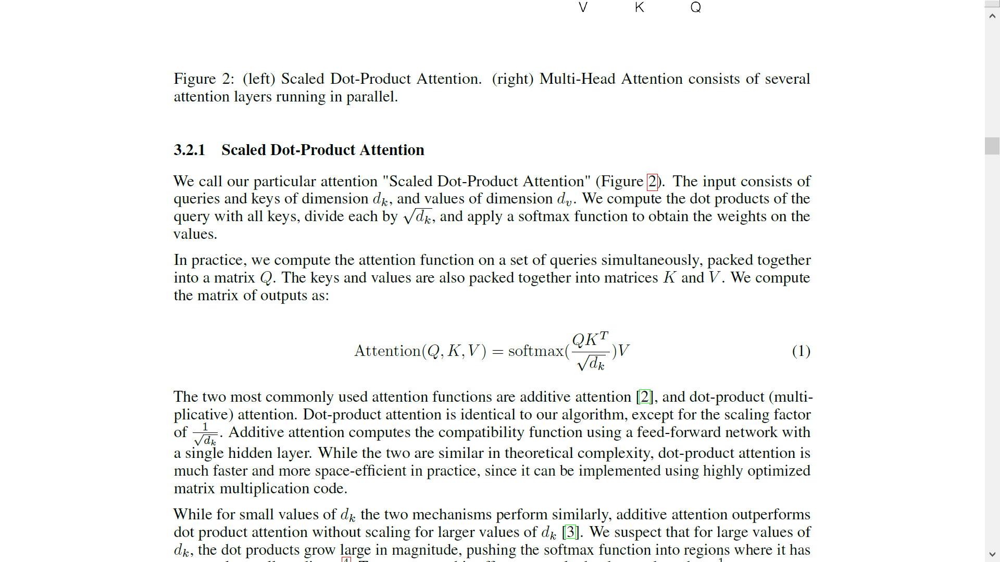 V K Q
Figure 2: (left) Scaled Dot-Product Attention. (right) Multi-Head Attention consists of several
attention layers running in parallel.
3.2.1 Scaled Dot-Product Attention
We call our particular attention "Scaled Dot-Product Attention" (Figure 2). The input consists of
queries and keys of dimension d_k, and values of dimension d_v. We compute the dot products of the
query with all keys, divide each by √d_k, and apply a softmax function to obtain the weights on the
values.
In practice, we compute the attention function on a set of queries simultaneously, packed together
into a matrix Q. The keys and values are also packed together into matrices K and V. We compute
the matrix of outputs as:
Attention(Q, K, V) = softmax(QK^T/√d_k)V (1)
The two most commonly used attention functions are additive attention [2], and dot-product (multi-
plicative) attention. Dot-product attention is identical to our algorithm, except for the scaling factor
of 1/√d_k. Additive attention computes the compatibility function using a feed-forward network with
a single hidden layer. While the two are similar in theoretical complexity, dot-product attention is
much faster and more space-efficient in practice, since it can be implemented using highly optimized
matrix multiplication code.
While for small values of d_k the two mechanisms perform similarly, additive attention outperforms
dot product attention without scaling for larger values of d_k [3]. We suspect that for large values of
d_k, the dot products grow large in magnitude, pushing the softmax function into regions where it has